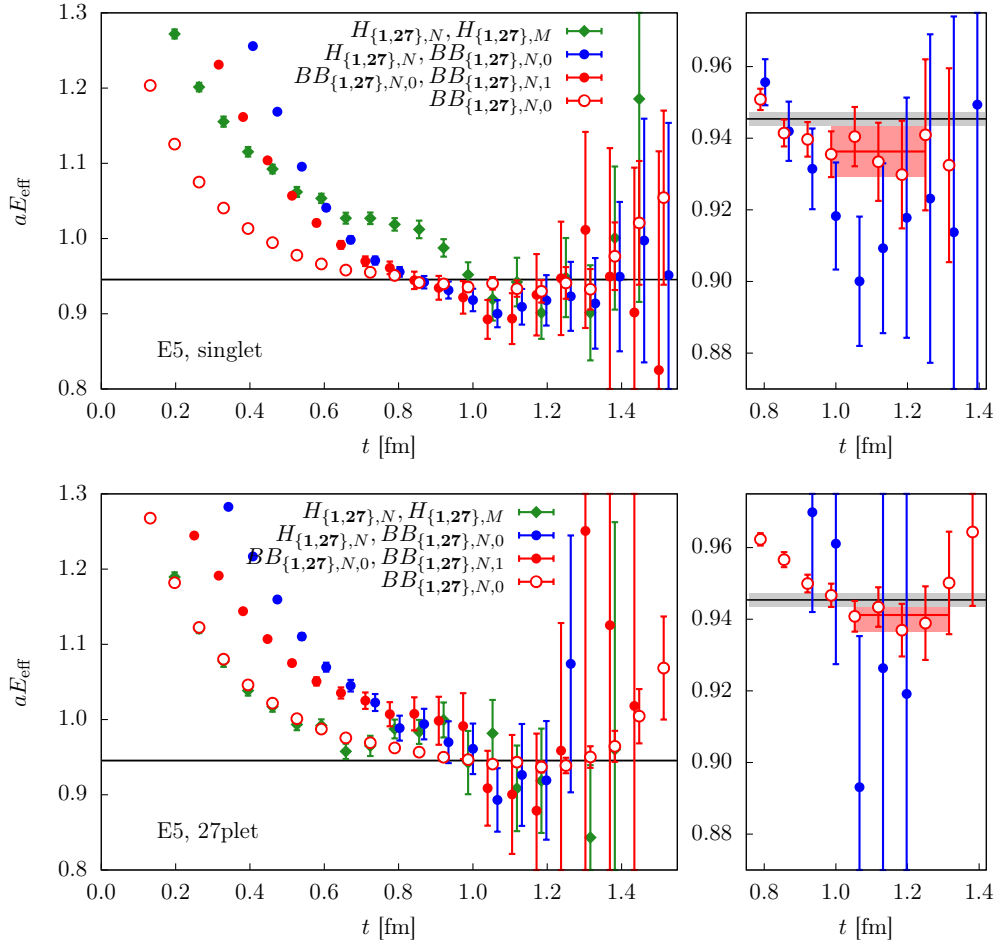 1.3
1.2
1.1
1.0
0.9
0.8
aE_eff
H_{1,27},N, H_{1,27},M
H_{1,27},N, BB_{1,27},N,0
BB_{1,27},N,0, BB_{1,27},N,1
BB_{1,27},N,0
E5, singlet
0.0 0.2 0.4 0.6 0.8 1.0 1.2 1.4
t [fm]
0.96
0.94
0.92
0.90
0.88
0.8 1.0 1.2 1.4
t [fm]
1.3
1.2
1.1
1.0
0.9
0.8
aE_eff
H_{1,27},N, H_{1,27},M
H_{1,27},N, BB_{1,27},N,0
BB_{1,27},N,0, BB_{1,27},N,1
BB_{1,27},N,0
E5, 27plet
0.0 0.2 0.4 0.6 0.8 1.0 1.2 1.4
t [fm]
0.96
0.94
0.92
0.90
0.88
0.8 1.0 1.2 1.4
t [fm]